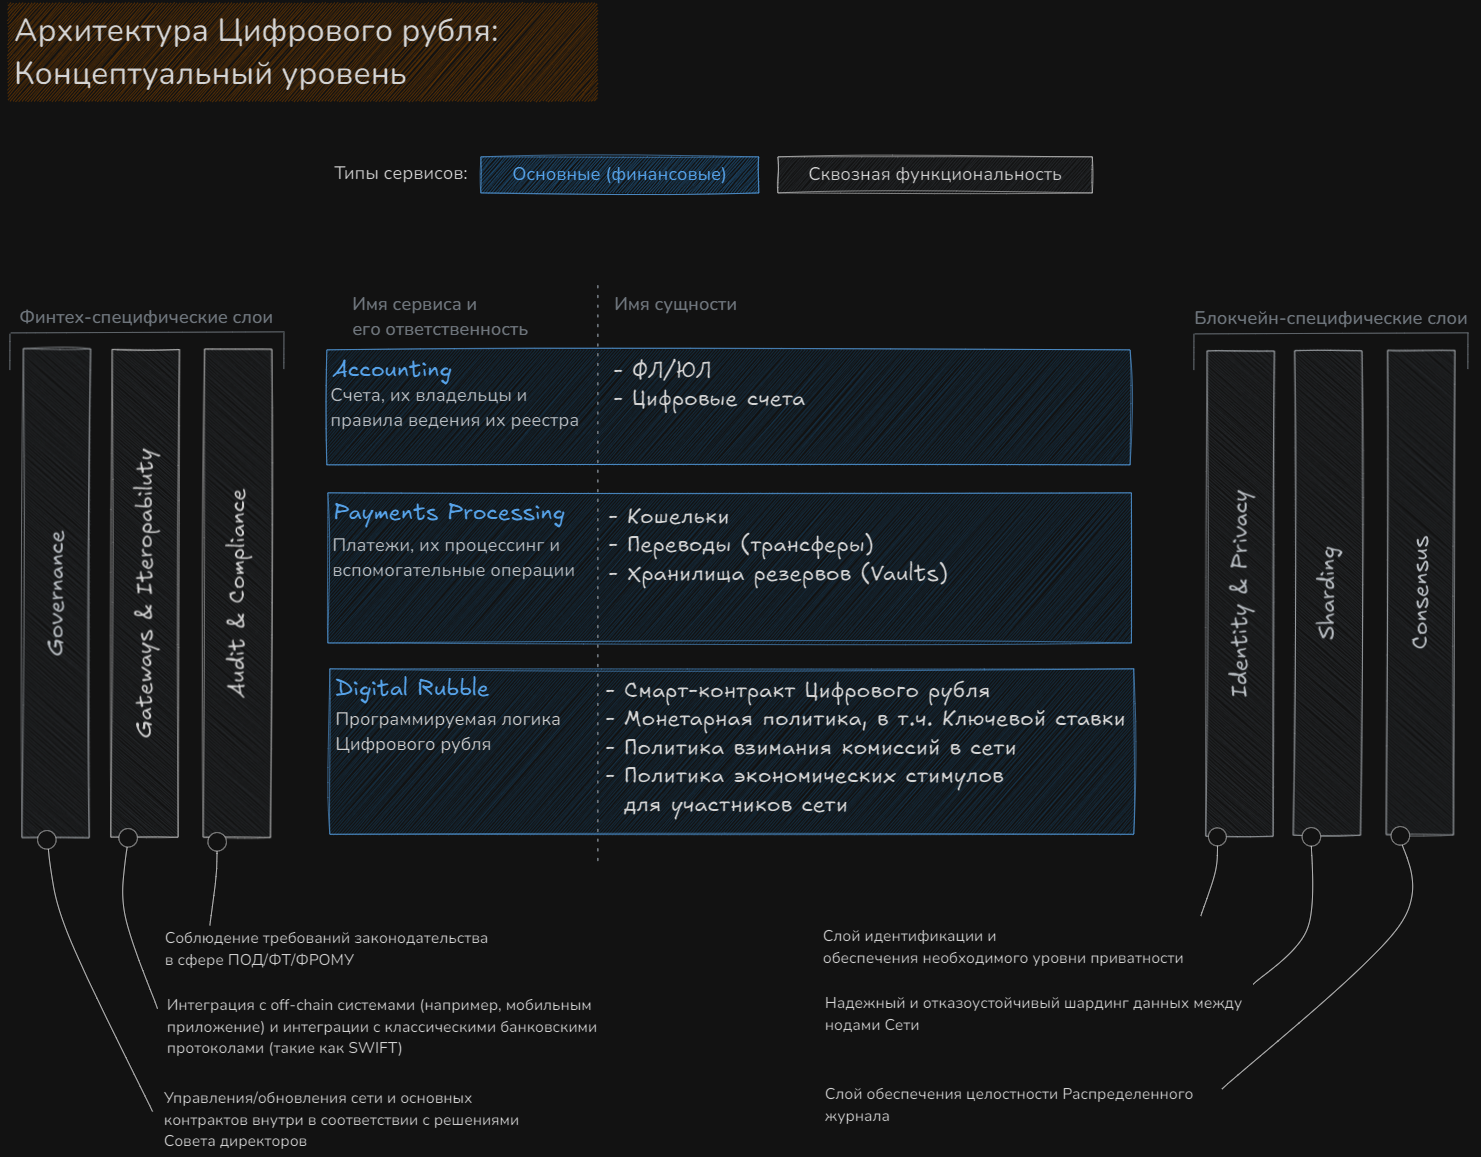 Архитектура Цифрового рубля:
Концептуальный уровень
Типы сервисов:
Основные (финансовые)
Сквозная функциональность
Финтех-специфические слои
Имя сервиса и
его ответственность
Имя сущности
Блокчейн-специфические слои
Governance
Gateways & Iteropabiluty
Audit & Compliance
Accounting
Счета, их владельцы и
правила ведения их реестра
- ФЛ/ЮЛ
- Цифровые счета
Payments Processing
Платежи, их процессинг и
вспомогательные операции
- Кошельки
- Переводы (трансферы)
- Хранилища резервов (Vaults)
Digital Rubble
Программируемая логика
Цифрового рубля
- Смарт-контракт Цифрового рубля
- Монетарная политика, в т.ч. Ключевой ставки
- Политика взимания комиссий в сети
- Политика экономических стимулов
для участников сети
Identity & Privacy
Sharding
Consensus
Соблюдение требований законодательства
в сфере ПОД/ФТ/ФРОМУ
Интеграция с off-chain системами (например, мобильным
приложение) и интеграции с классическими банковскими
протоколами (такие как SWIFT)
Управления/обновления сети и основных
контрактов внутри в соответствии с решениями
Совета директоров
Слой идентификации и
обеспечения необходимого уровни приватности
Надежный и отказоустойчивый шардинг данных между
нодами Сети
Слой обеспечения целостности Распределенного
журнала